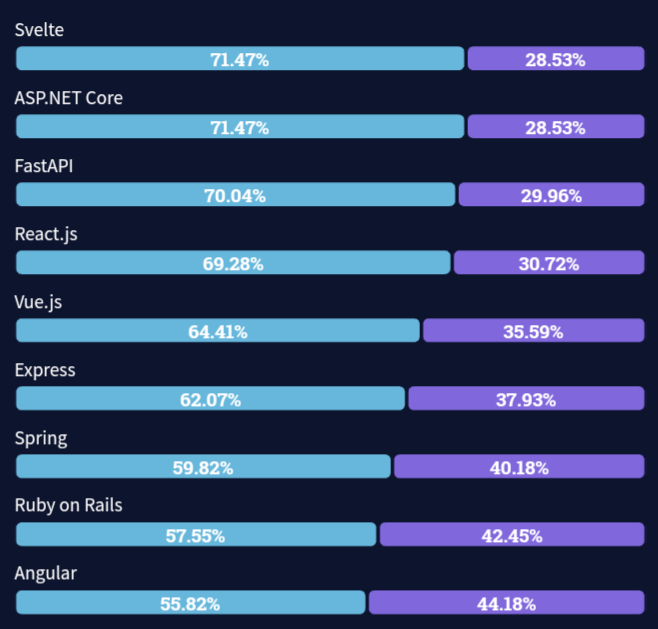 Svelte
71.47% 28.53%
ASP.NET Core
71.47% 28.53%
FastAPI
70.04% 29.96%
React.js
69.28% 30.72%
Vue.js
64.41% 35.59%
Express
62.07% 37.93%
Spring
59.82% 40.18%
Ruby on Rails
57.55% 42.45%
Angular
55.82% 44.18%